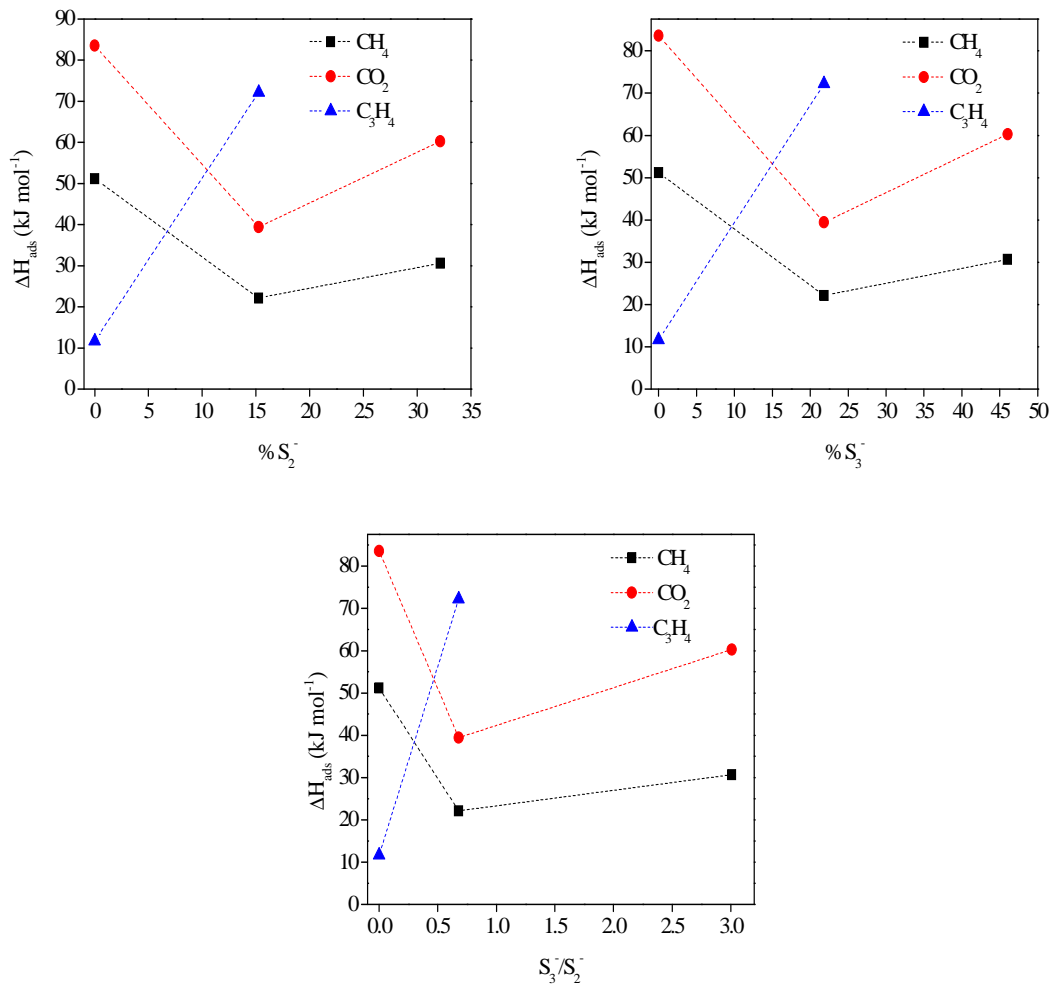 90
80
70
60
50
40
30
20
10
0
ΔH_ads (kJ mol⁻¹)
CH₄
CO₂
C₃H₄
0 5 10 15 20 25 30 35
% S₂⁻
80
70
60
50
40
30
20
10
0
ΔH_ads (kJ mol⁻¹)
CH₄
CO₂
C₃H₄
0 5 10 15 20 25 30 35 40 45 50
% S₃⁻
80
70
60
50
40
30
20
10
0
ΔH_ads (kJ mol⁻¹)
CH₄
CO₂
C₃H₄
0.0 0.5 1.0 1.5 2.0 2.5 3.0
S₃⁻/S₂⁻